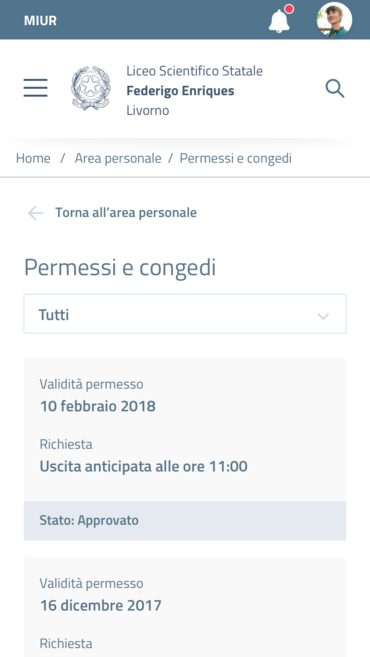 MIUR
Liceo Scientifico Statale
Federigo Enriques
Livorno
Home / Area personale / Permessi e congedi
Torna all’area personale
Permessi e congedi
Tutti
Validità permesso
10 febbraio 2018
Richiesta
Uscita anticipata alle ore 11:00
Stato: Approvato
Validità permesso
16 dicembre 2017
Richiesta